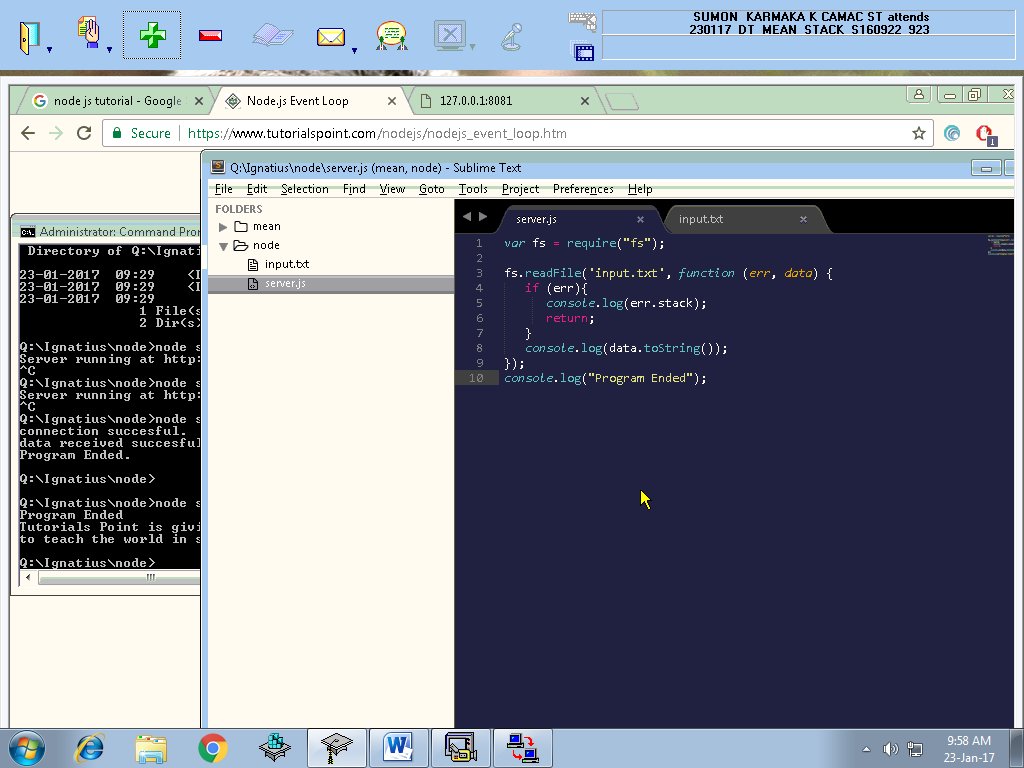 SUMON KARMAKA K CAMAC ST attends
230117 DT MEAN STACK S160922 923
node js tutorial - Google
Node.js Event Loop
127.0.0.1:8081
Secure
https://www.tutorialspoint.com/nodejs/nodejs_event_loop.htm
1
Q:\Ignatius\node\server.js (mean, node) - Sublime Text
File Edit Selection Find View Goto Tools Project Preferences Help
FOLDERS
mean
node
input.txt
server.js
server.js
input.txt
1 var fs = require("fs");
2
3 fs.readFile('input.txt', function (err, data) {
4 if (err){
5 console.log(err.stack);
6 return;
7 }
8 console.log(data.toString());
9 });
10 console.log("Program Ended");
Administrator: Command
Directory of
23-01-2017 09:29
23-01-2017 09:29
23-01-2017 09:29
1
2 Dir(s)
Q:\Ignatius\node>node
Server running at
^C
Q:\Ignatius\node>node
Server running at
^C
Q:\Ignatius\node>node
connection succesful.
data received
Program Ended.
Q:\Ignatius\node>
Q:\Ignatius\node>node
Program Ended
Tutorials Point is
to teach the world in
Q:\Ignatius\node>
9:58 AM
23-Jan-17